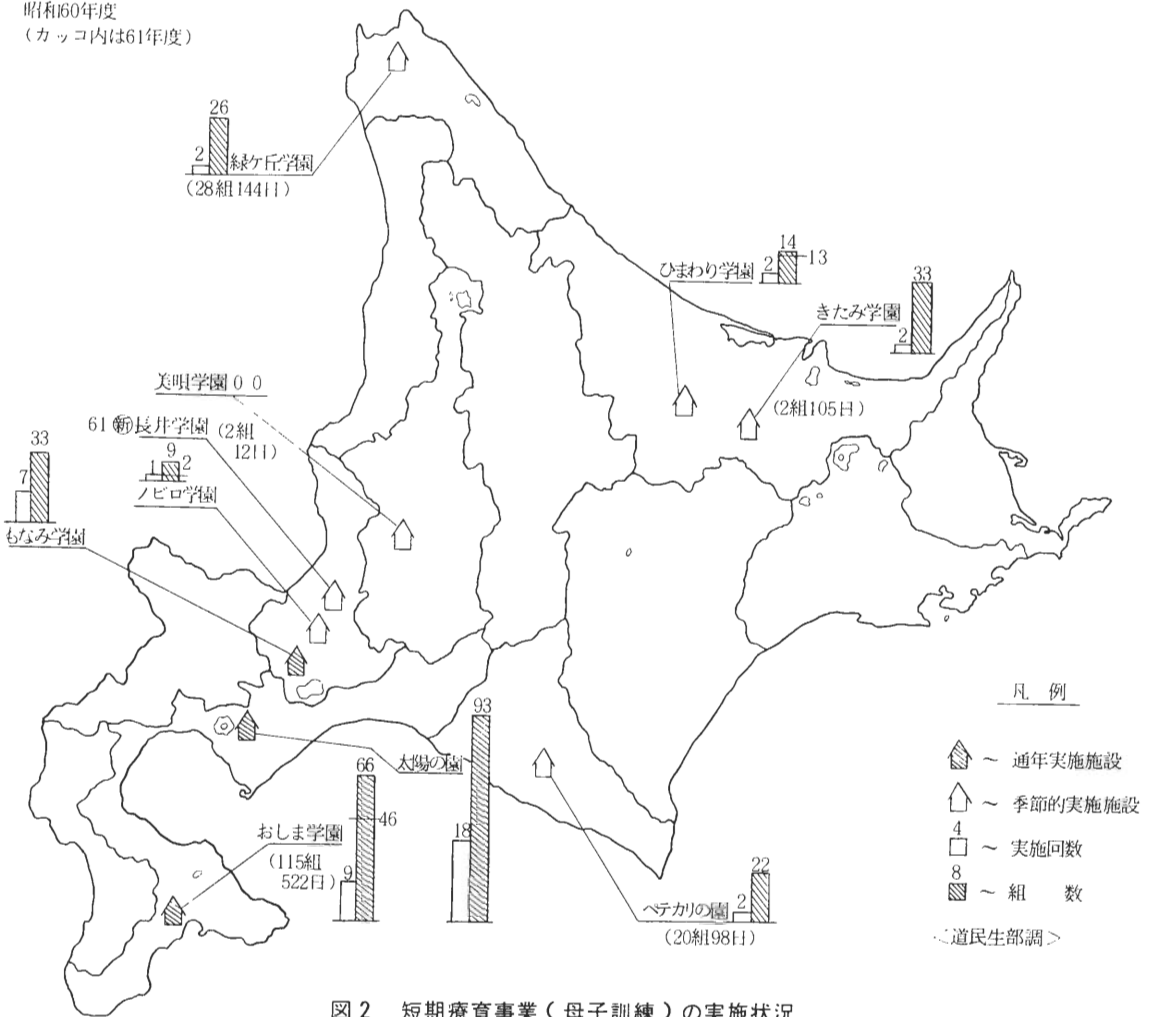 昭和60年度
(カッコ内は61年度)
26
2
緑ケ丘学園
(28組144日)
14
2
13
ひまわり学園
33
2
きたみ学園
(2組105日)
美唄学園 0 0
61 新 長井学園 (2組
12日)
9
1
2
ノビロ学園
33
7
もなみ学園
93
18
太陽の園
66
46
9
おしま学園
(115組
522日)
22
2
ペテカリの園
(20組98日)
凡 例
~ 通年実施施設
~ 季節的実施施設
4
~ 実施回数
8
~ 組 数
<道民生部調>
図2 短期療育事業(母子訓練)の実施状況